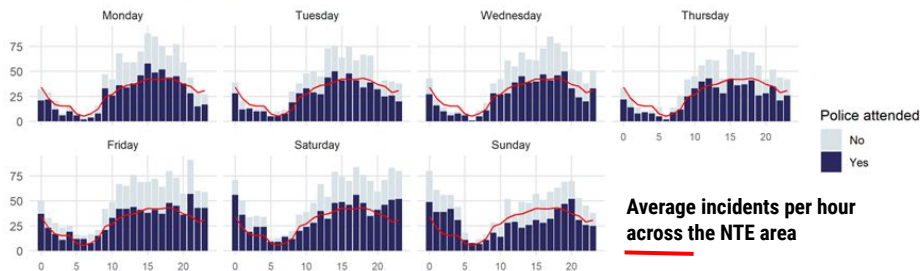 Monday
Tuesday
Wednesday
Thursday
75
50
25
0
0 5 10 15 20
Police attended
No
Yes
Friday
Saturday
Sunday
75
50
25
0
0 5 10 15 20
0 5 10 15 20
0 5 10 15 20
Average incidents per hour
across the NTE area